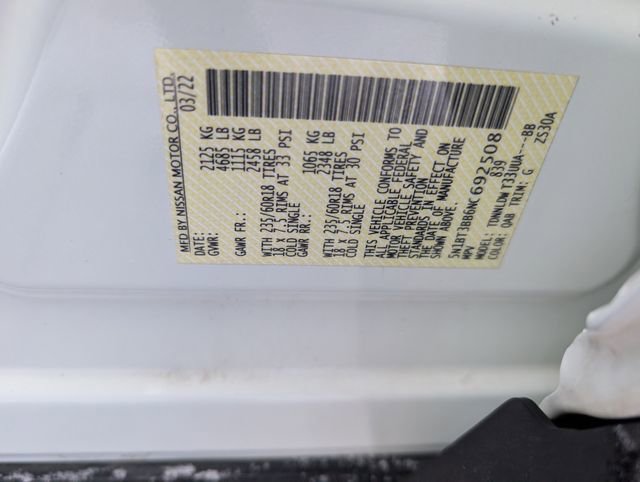 MFD BY NISSAN MOTOR CO., LTD.
DATE: 03/22
GVWR: 2125 KG
4685 LB
GAWR FR.: 1115 KG
2458 LB
WITH 235/60R18 TIRES
18 x 7.5 RIMS AT 33 PSI
COLD SINGLE
GAWR RR.: 1065 KG
2348 LB
WITH 235/60R18 TIRES
18 x 7.5 RIMS AT 30 PSI
COLD SINGLE
THIS VEHICLE CONFORMS TO
ALL APPLICABLE FEDERAL
MOTOR VEHICLE SAFETY AND
THEFT PREVENTION
STANDARDS IN EFFECT ON
THE DATE OF MANUFACTURE
SHOWN ABOVE.
5N1BT3BB6NC692508
MPV 839
MODEL: TDNNLDWT33UUA----BB
COLOR: QAB TRIM: G ZS30A